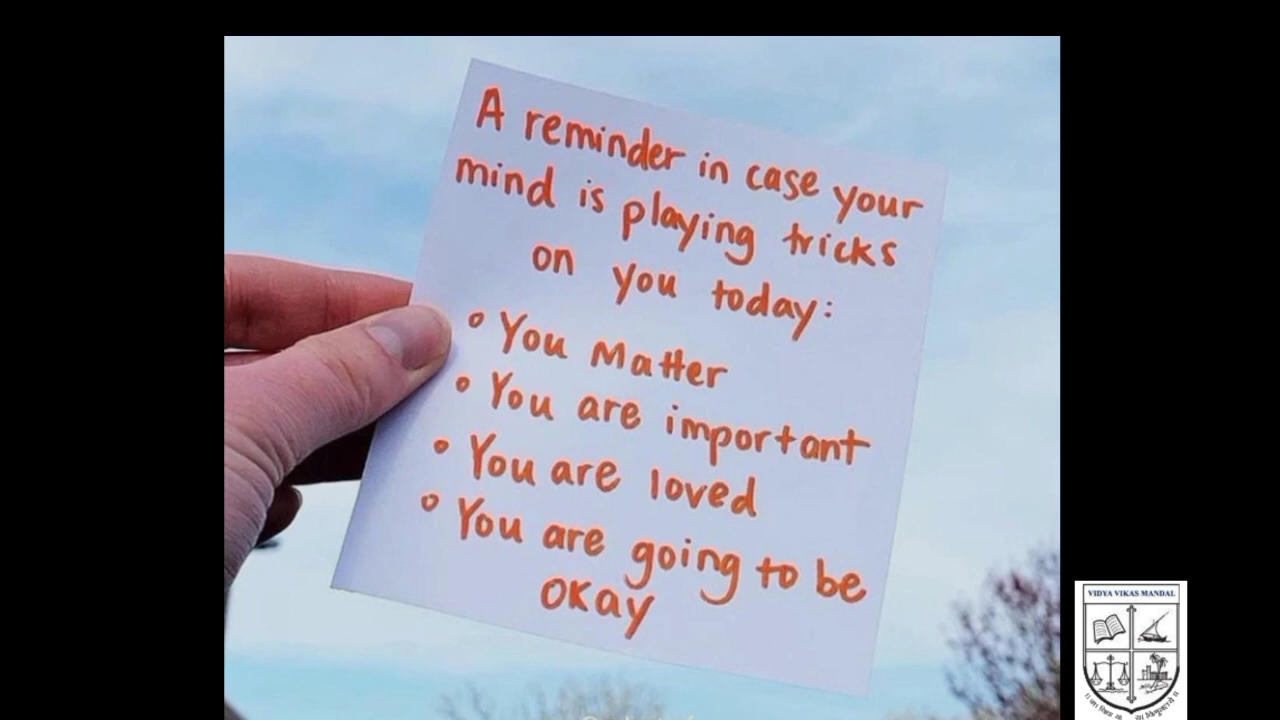 A reminder in case your
mind is playing tricks
on you today:
° You Matter
° You are important
° You are loved
° You are going to be
OKay
VIDYA VIKAS MANDAL